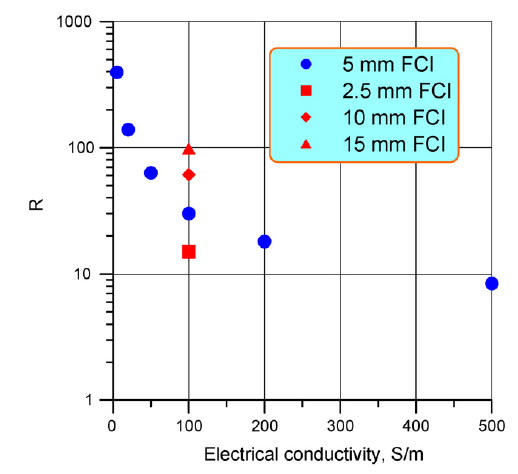 1000
5 mm FCI
2.5 mm FCI
10 mm FCI
15 mm FCI
100
R
10
1
0 100 200 300 400 500
Electrical conductivity, S/m